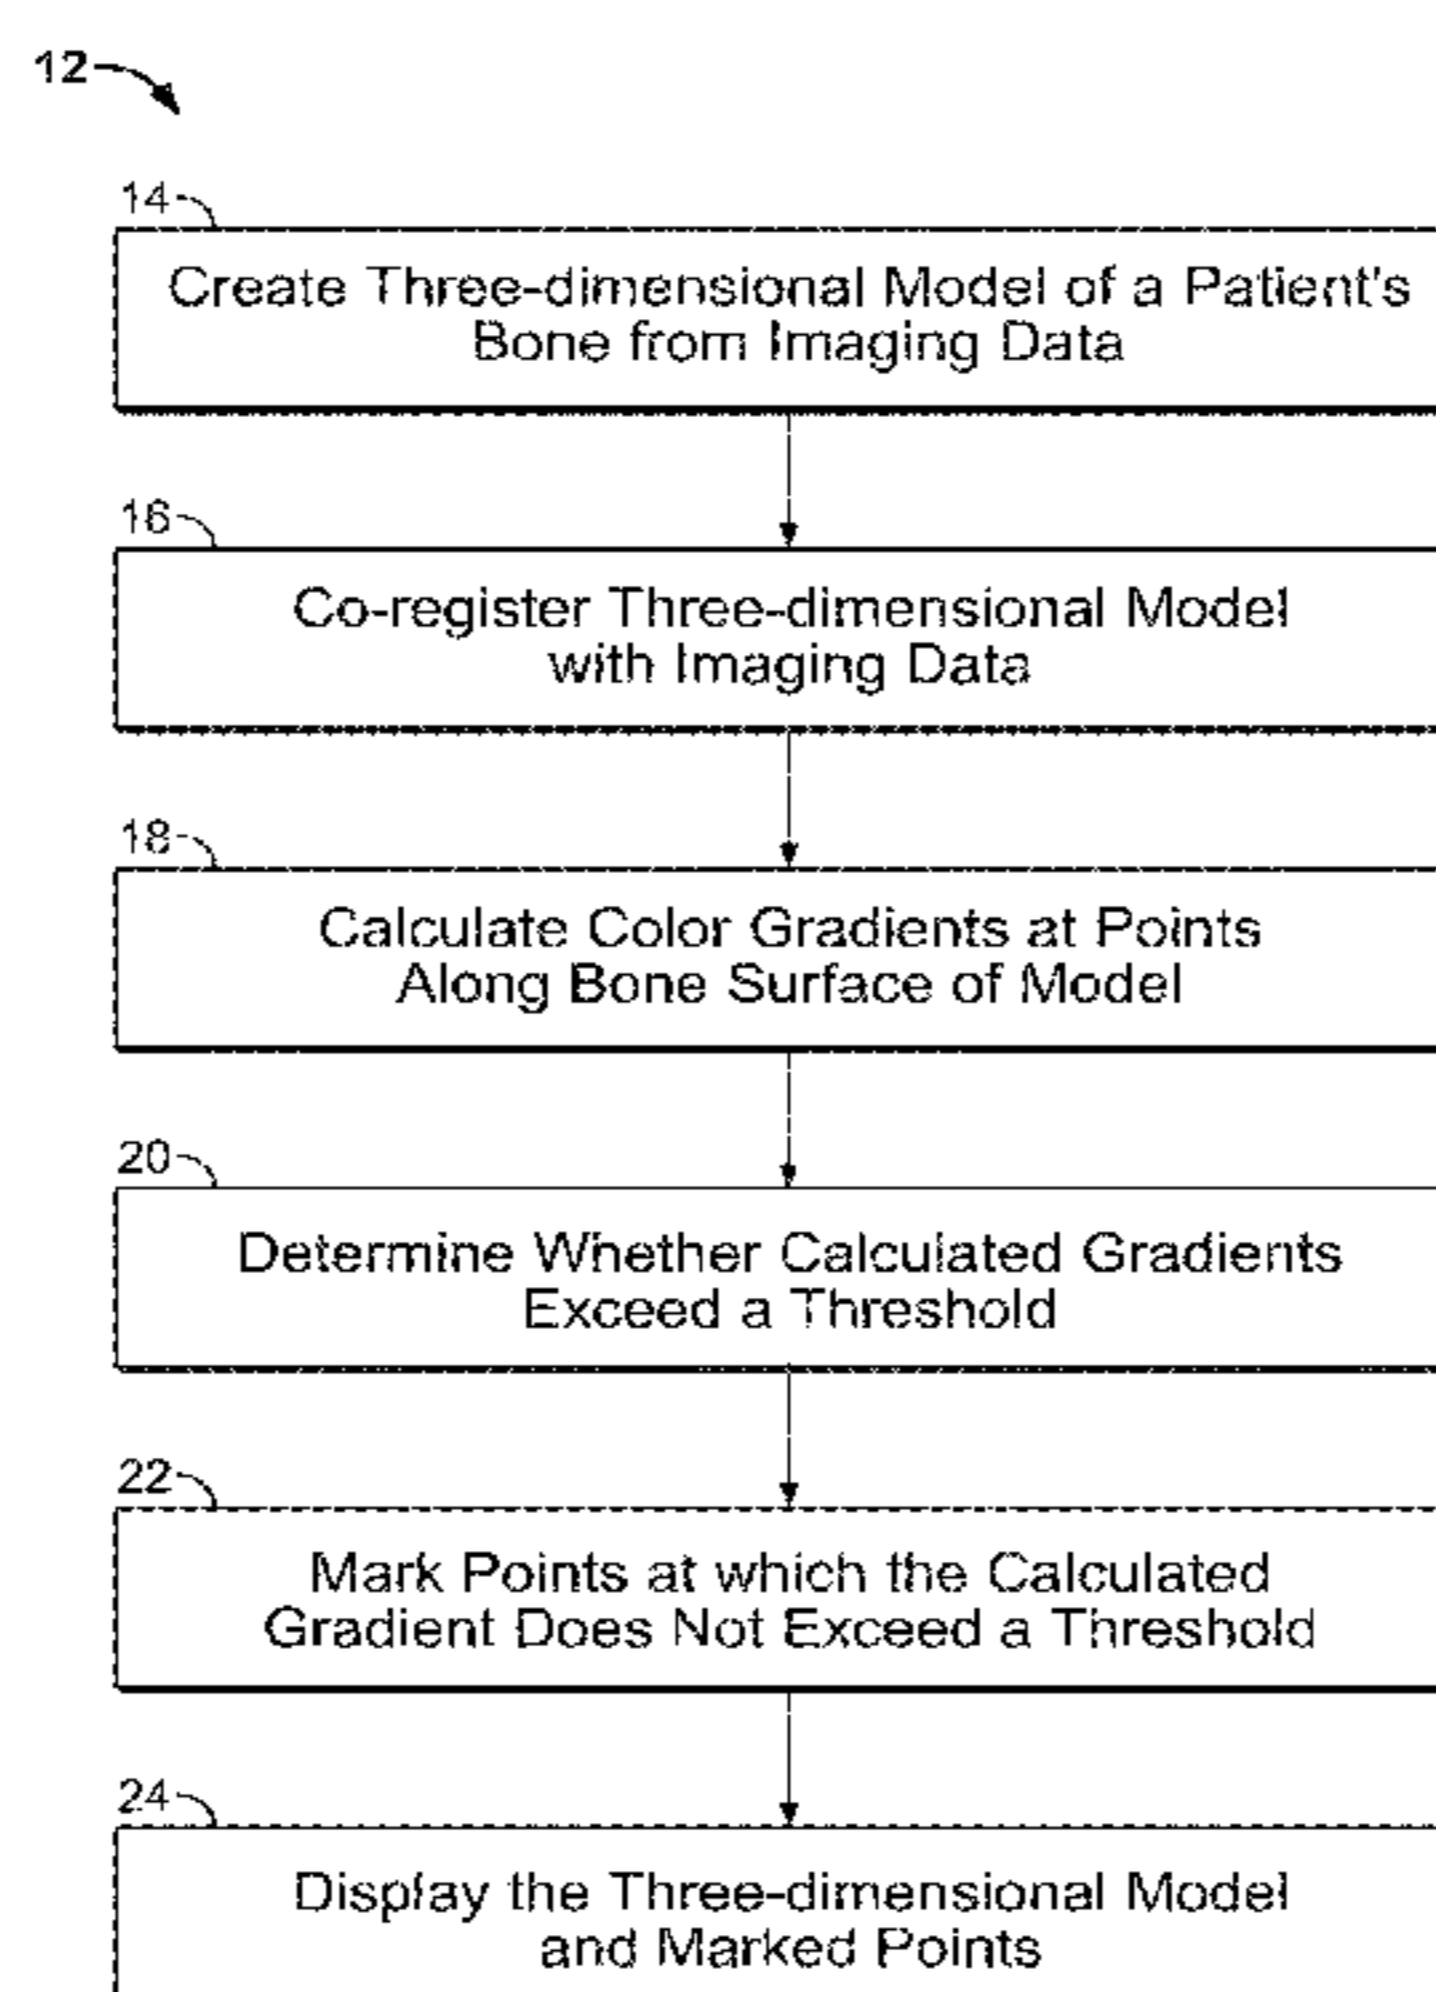 12
14
Create Three-dimensional Model of a Patient's
Bone from Imaging Data
16
Co-register Three-dimensional Model
with Imaging Data
18
Calculate Color Gradients at Points
Along Bone Surface of Model
20
Determine Whether Calculated Gradients
Exceed a Threshold
22
Mark Points at which the Calculated
Gradient Does Not Exceed a Threshold
24
Display the Three-dimensional Model
and Marked Points